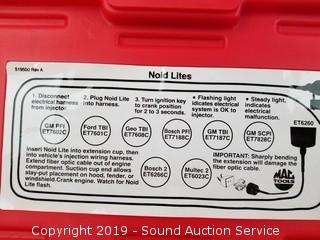 519500 Rev A
Noid Lites
1. Disconnect electrical harness from injector.
2. Plug Noid Lite into harness.
3. Turn ignition key to crank position for 2 to 3 seconds.
• Flashing light indicates electrical system is OK to injector.
• Steady light, indicates electrical malfunction.
GM PFI ET7602C
Ford TBI ET7601C
Geo TBI ET7608C
Bosch PFI ET7188C
GM TBI ET7187C
GM SCPI ET7828C
ET6260
Insert Noid Lite into extension cup, then
into vehicle's injection wiring harness.
Extend fiber optic cable out of engine
compartment. Suction cup end allows
stay-put placement on hood, fender, or
windshield. Crank engine. Watch for Noid
Lite flash.
Bosch 2 ET6266C
Multec 2 ET6023C
IMPORTANT: Sharply bending
the extension will damage the
fiber optic cable.
MAC
TOOLS
Copyright 2019 - Sound Auction Service